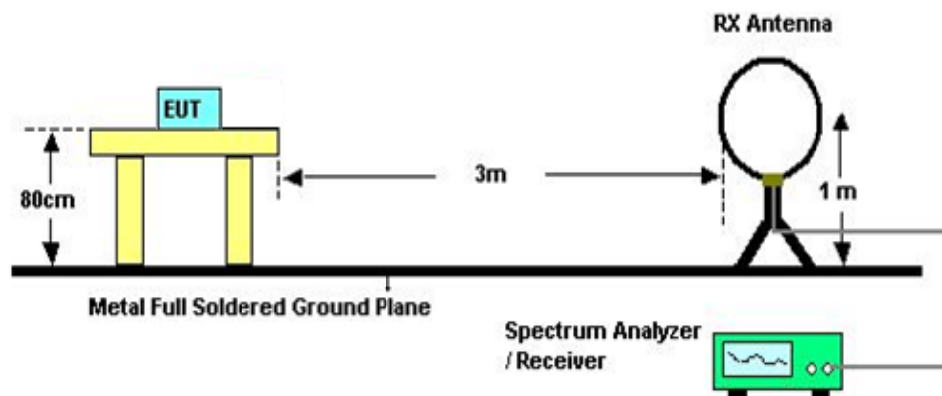 RX Antenna
EUT
80cm
3m
1 m
Metal Full Soldered Ground Plane
Spectrum Analyzer
/ Receiver